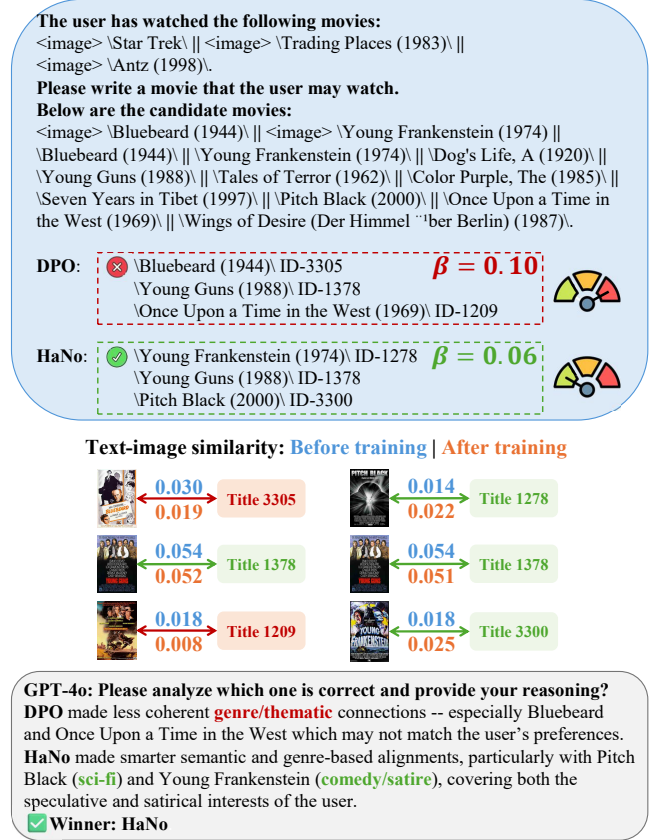 The user has watched the following movies:
<image> \Star Trek\ || <image> \Trading Places (1983)\ ||
<image> \Antz (1998)\.
Please write a movie that the user may watch.
Below are the candidate movies:
<image> \Bluebeard (1944)\ || <image> \Young Frankenstein (1974) ||
\Bluebeard (1944)\ || \Young Frankenstein (1974)\ || \Dog's Life, A (1920)\ ||
\Young Guns (1988)\ || \Tales of Terror (1962)\ || \Color Purple, The (1985)\ ||
\Seven Years in Tibet (1997)\ || \Pitch Black (2000)\ || \Once Upon a Time in
the West (1969)\ || \Wings of Desire (Der Himmel ¨¹ber Berlin) (1987)\.
DPO: \Bluebeard (1944)\ ID-3305 β = 0.10
\Young Guns (1988)\ ID-1378
\Once Upon a Time in the West (1969)\ ID-1209
HaNo: \Young Frankenstein (1974)\ ID-1278 β = 0.06
\Young Guns (1988)\ ID-1378
\Pitch Black (2000)\ ID-3300
Text-image similarity: Before training | After training
0.030
0.019
Title 3305
PITCH BLACK
0.014
0.022
Title 1278
YOUNG GUNS
0.054
0.052
Title 1378
YOUNG GUNS
0.054
0.051
Title 1378
0.018
0.008
Title 1209
YOUNG
FRANKENSTEIN
0.018
0.025
Title 3300
GPT-4o: Please analyze which one is correct and provide your reasoning?
DPO made less coherent genre/thematic connections -- especially Bluebeard
and Once Upon a Time in the West which may not match the user's preferences.
HaNo made smarter semantic and genre-based alignments, particularly with Pitch
Black (sci-fi) and Young Frankenstein (comedy/satire), covering both the
speculative and satirical interests of the user.
Winner: HaNo